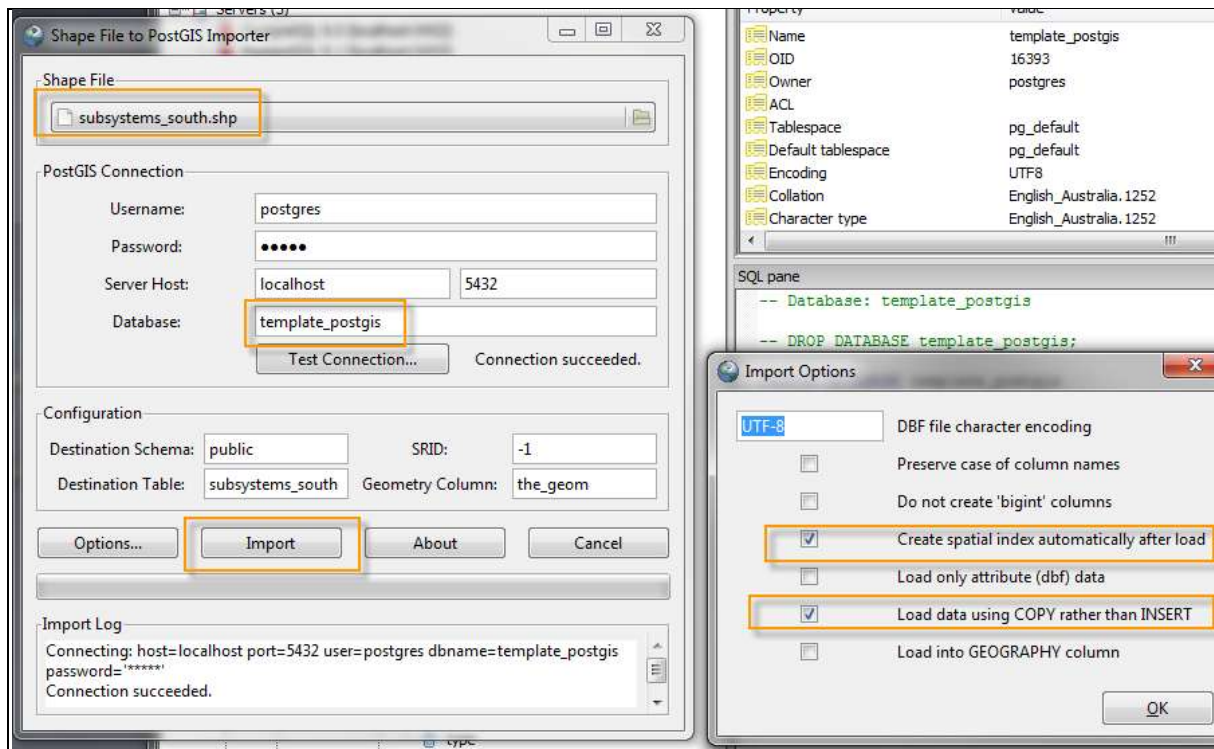 Servers (3)
Shape File to PostGIS Importer
Shape File
subsystems_south.shp
PostGIS Connection
Username: postgres
Password: •••••
Server Host: localhost 5432
Database: template_postgis
Test Connection... Connection succeeded.
Configuration
Destination Schema: public SRID: -1
Destination Table: subsystems_south Geometry Column: the_geom
Options... Import About Cancel
Import Log
Connecting: host=localhost port=5432 user=postgres dbname=template_postgis
password='*****'
Connection succeeded.
type
Property Value
Name template_postgis
OID 16393
Owner postgres
ACL
Tablespace pg_default
Default tablespace pg_default
Encoding UTF8
Collation English_Australia.1252
Character type English_Australia.1252
SQL pane
-- Database: template_postgis
-- DROP DATABASE template_postgis;
Import Options
UTF-8 DBF file character encoding
Preserve case of column names
Do not create 'bigint' columns
Create spatial index automatically after load
Load only attribute (dbf) data
Load data using COPY rather than INSERT
Load into GEOGRAPHY column
OK